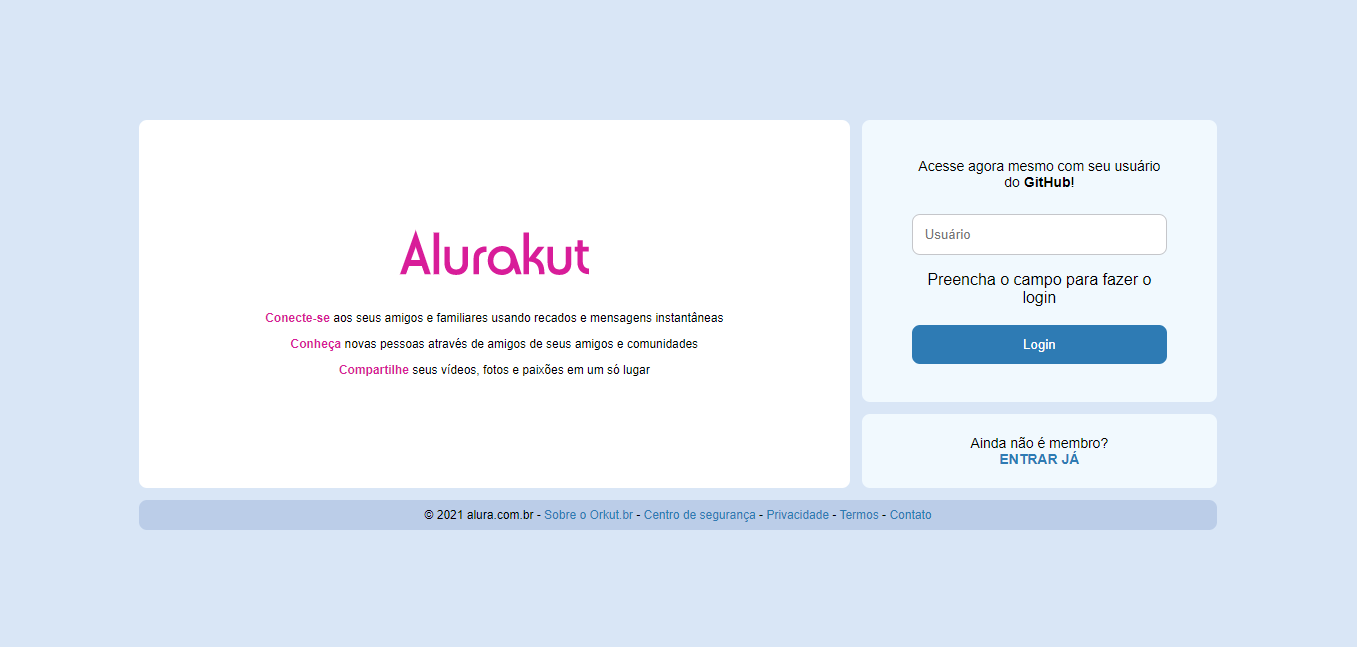 Alurakut
Conecte-se aos seus amigos e familiares usando recados e mensagens instantâneas
Conheça novas pessoas através de amigos de seus amigos e comunidades
Compartilhe seus vídeos, fotos e paixões em um só lugar
Acesse agora mesmo com seu usuário
do GitHub!
Usuário
Preencha o campo para fazer o
login
Login
Ainda não é membro?
ENTRAR JÁ
© 2021 alura.com.br - Sobre o Orkut.br - Centro de segurança - Privacidade - Termos - Contato